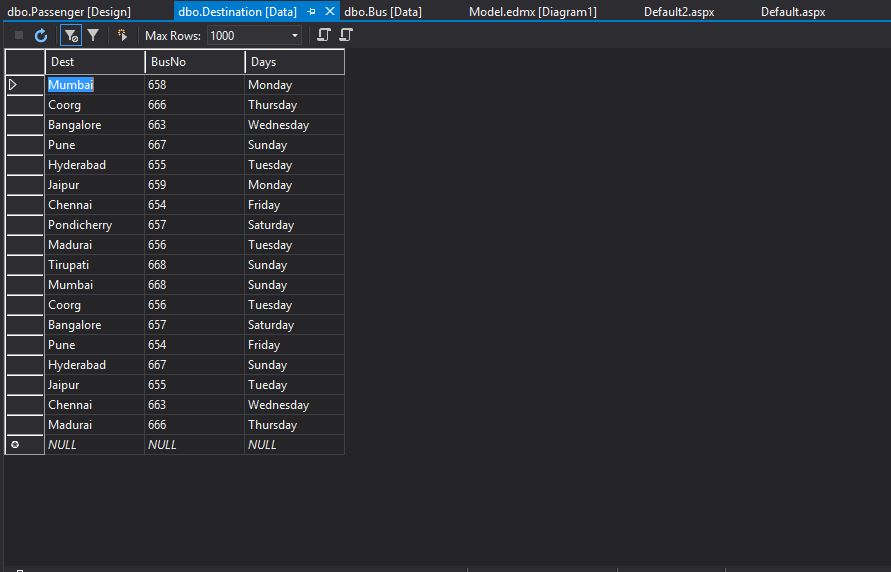 dbo.Passenger [Design] dbo.Destination [Data] dbo.Bus [Data] Model.edmx [Diagram1] Default2.aspx Default.aspx
Max Rows: 1000
Dest BusNo Days
Mumbai 658 Monday
Coorg 666 Thursday
Bangalore 663 Wednesday
Pune 667 Sunday
Hyderabad 655 Tuesday
Jaipur 659 Monday
Chennai 654 Friday
Pondicherry 657 Saturday
Madurai 656 Tuesday
Tirupati 668 Sunday
Mumbai 668 Sunday
Coorg 656 Tuesday
Bangalore 657 Saturday
Pune 654 Friday
Hyderabad 667 Sunday
Jaipur 655 Tueday
Chennai 663 Wednesday
Madurai 666 Thursday
NULL NULL NULL